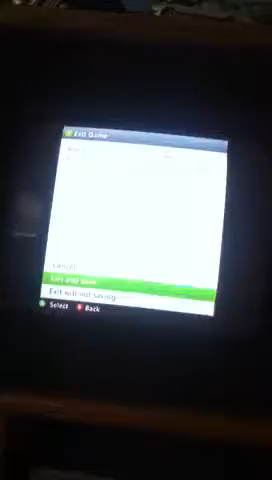 Exit Game
Cancel
Exit and save
Exit without saving
A Select B Back